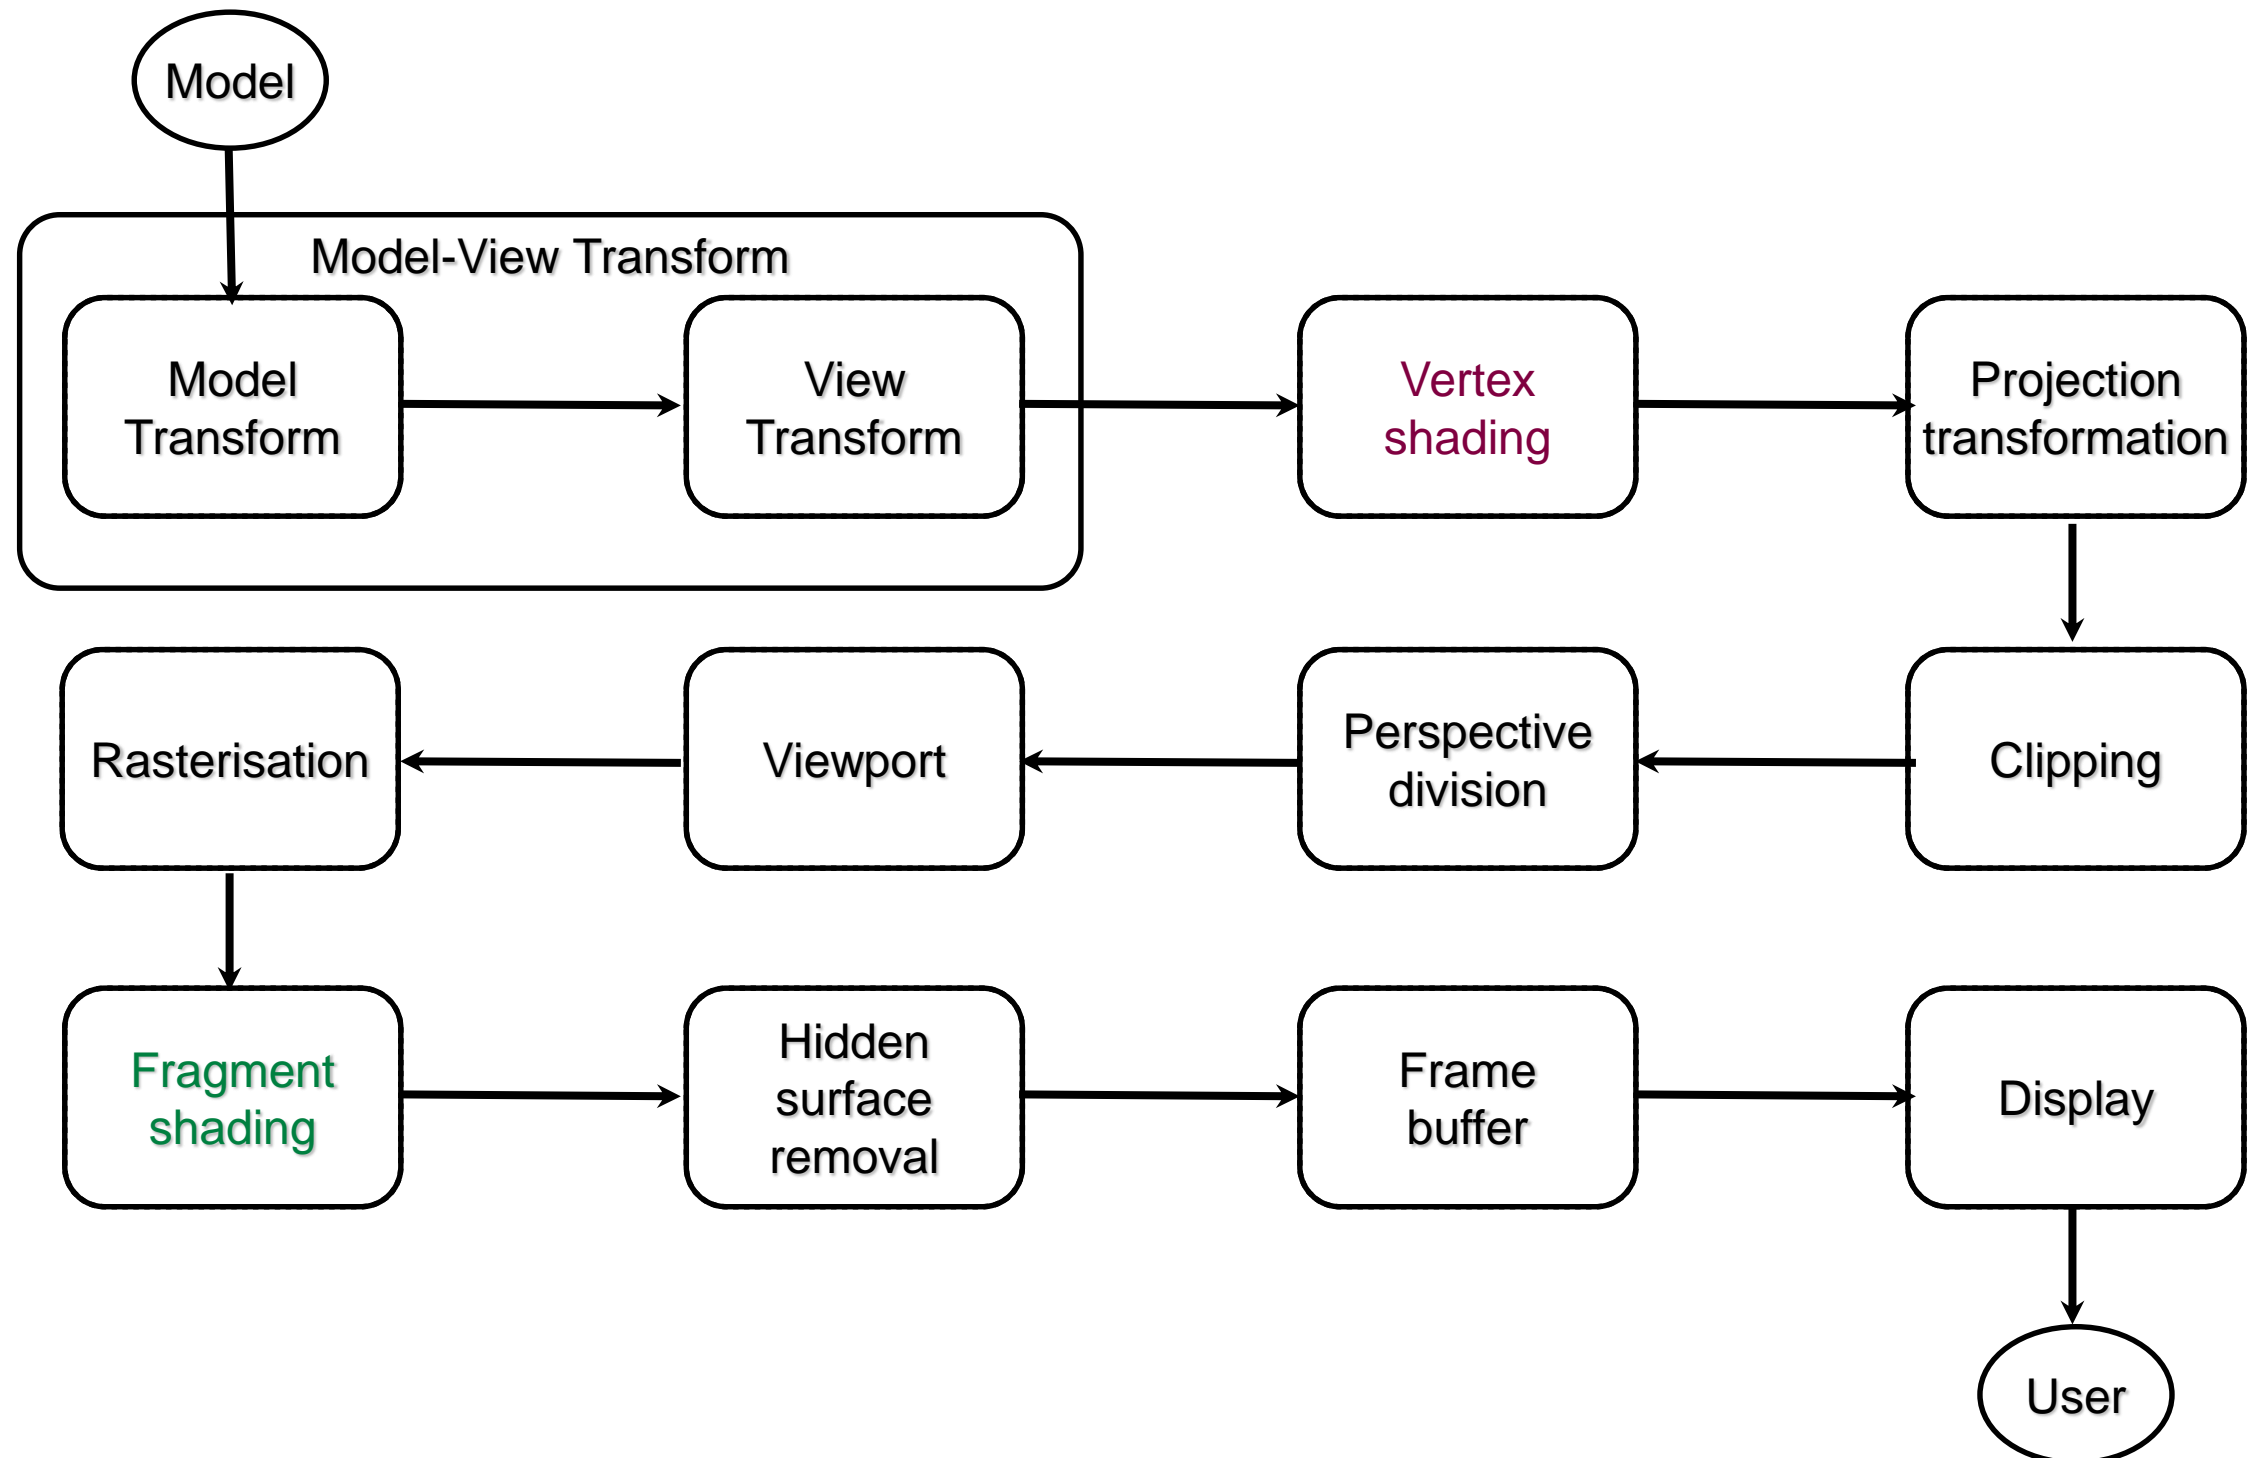 Model
Model-View Transform
Model
Transform
View
Transform
Vertex
shading
Projection
transformation
Clipping
Perspective
division
Viewport
Rasterisation
Fragment
shading
Hidden
surface
removal
Frame
buffer
Display
User